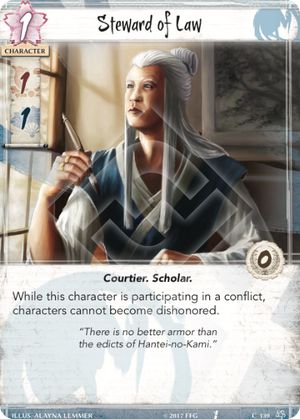 Steward of Law
1
CHARACTER
1
1
0
Courtier. Scholar.
While this character is participating in a conflict,
characters cannot become dishonored.
"There is no better armor than
the edicts of Hantei-no-Kami."
ILLUS: ALAYNA LEMMER
©2017 FFG
C 139